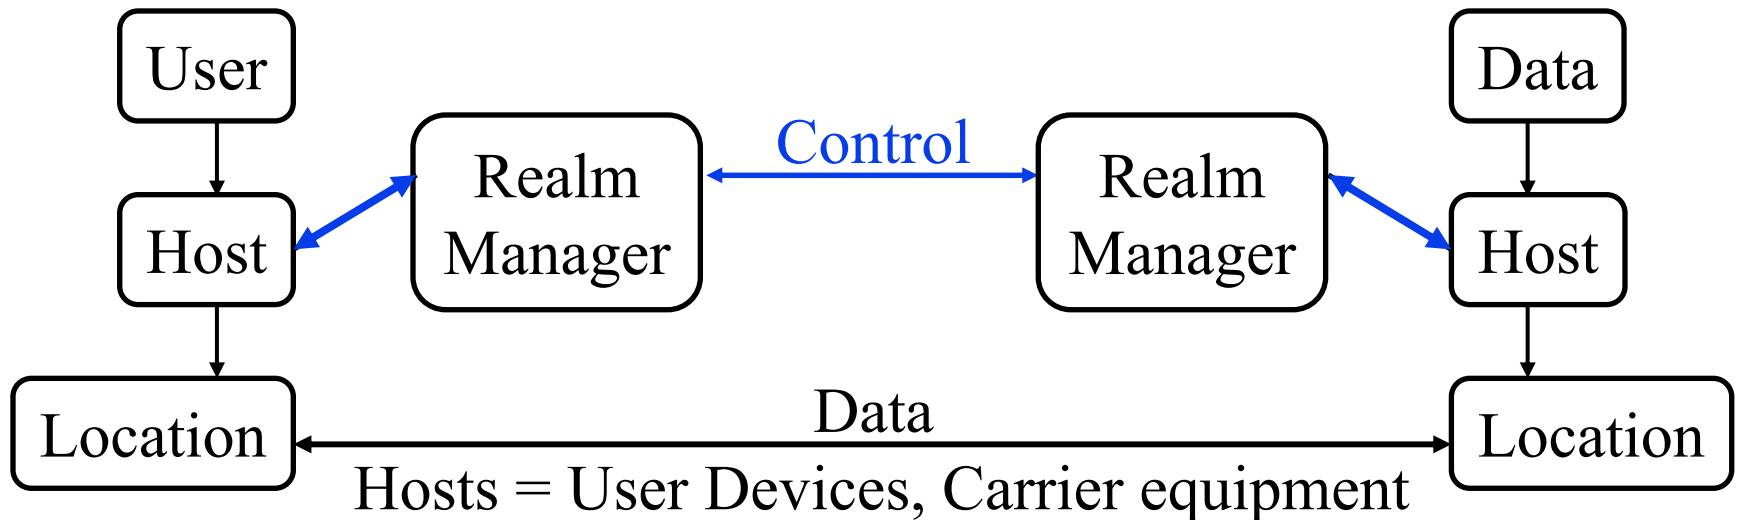 User
Data
Control
Realm
Manager
Realm
Manager
Host
Host
Data
Location
Location
Hosts = User Devices, Carrier equipment